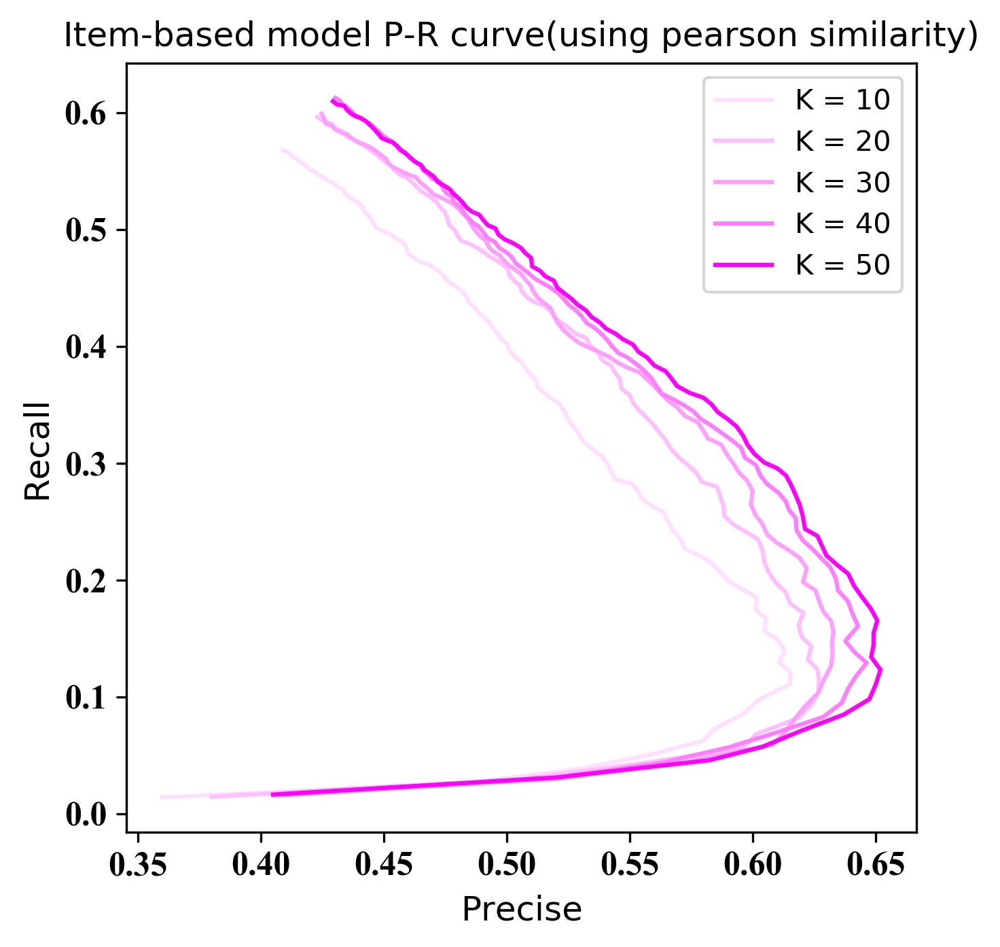 Item-based model P-R curve(using pearson similarity)
K = 10
K = 20
K = 30
K = 40
K = 50
0.6
0.5
0.4
0.3
0.2
0.1
0.0
Recall
0.35 0.40 0.45 0.50 0.55 0.60 0.65
Precise